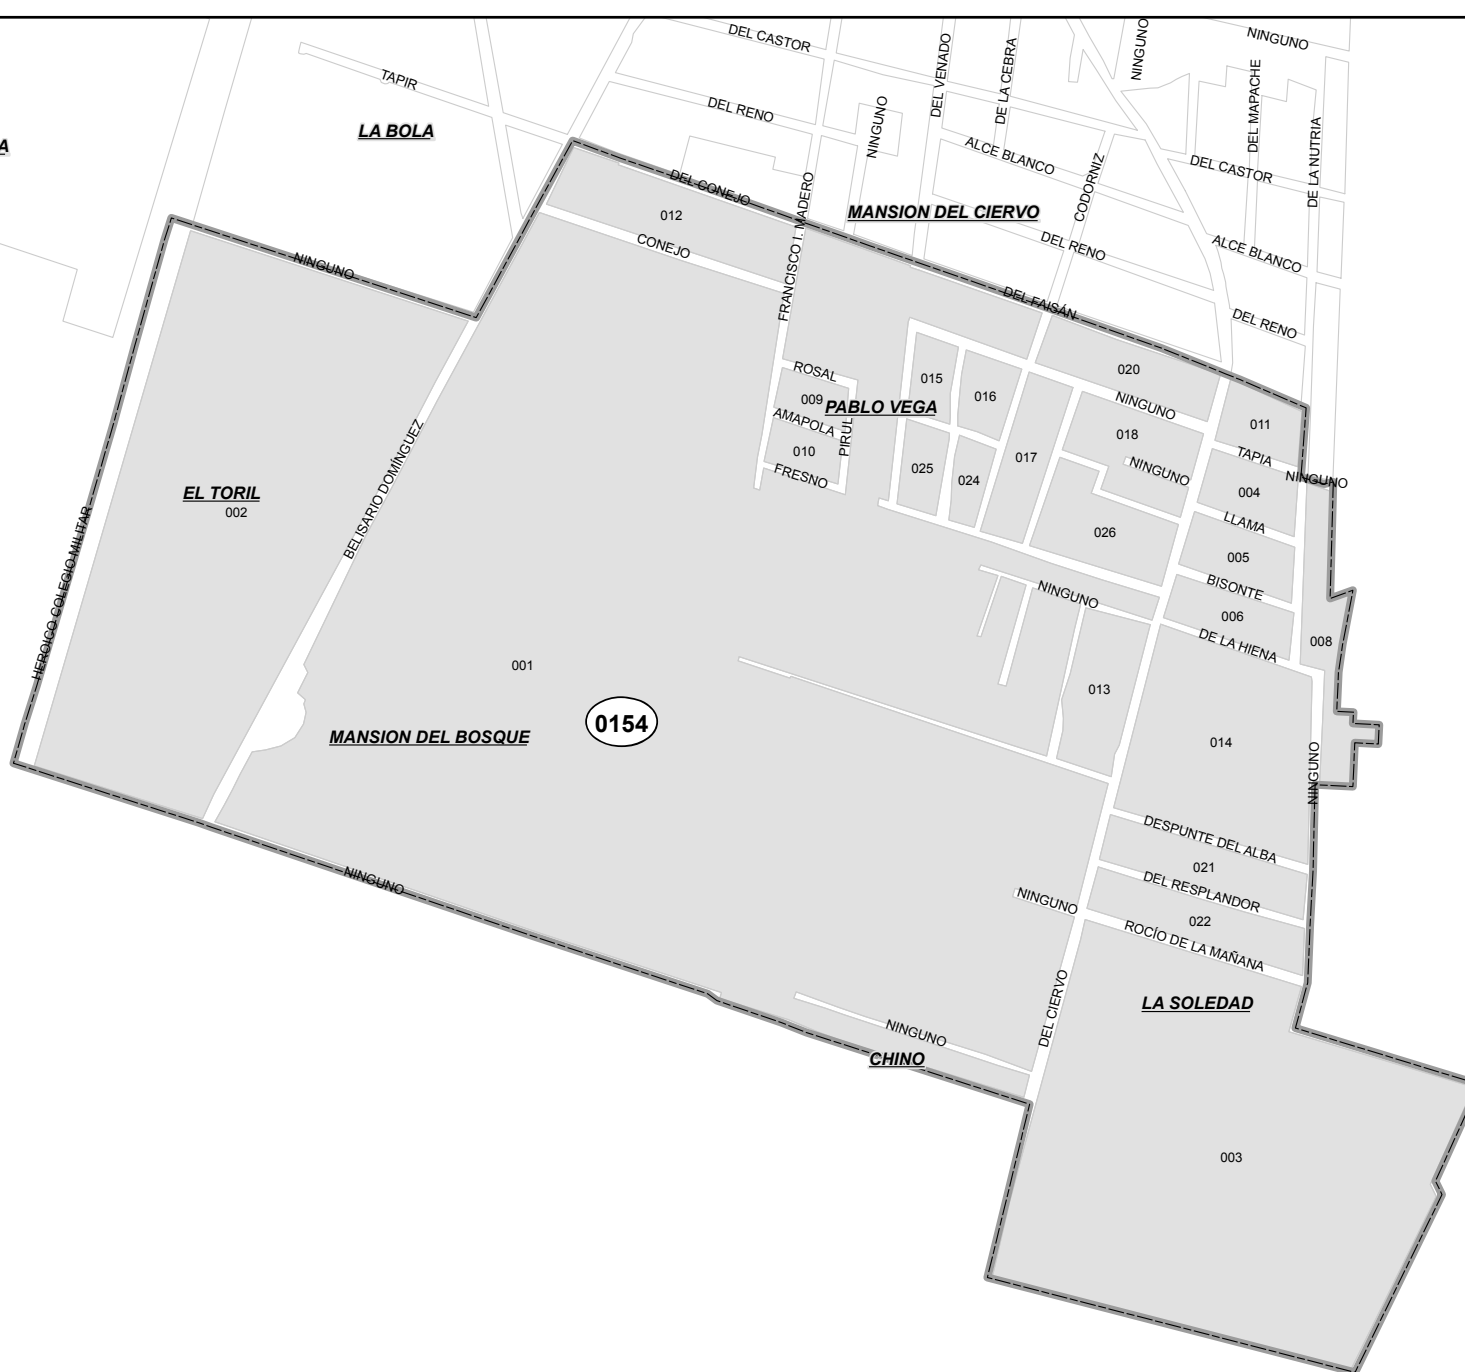 DEL CASTOR
NINGUNO
NINGUNO
DEL VENADO
DE LA CEBRA
TAPIR
DEL RENO
NINGUNO
DEL MAPACHE
DE LA NUTRIA
LA BOLA
A
ALCE BLANCO
CODORNIZ
DEL CASTOR
DEL CONEJO
FRANCISCO I. MADERO
MANSION DEL CIERVO
012
CONEJO
DEL RENO
ALCE BLANCO
NINGUNO
DEL FAISÁN
DEL RENO
ROSAL
015
016
020
009
PABLO VEGA
NINGUNO
011
AMAPOLA
PIRUL
018
010
017
TAPIA
FRESNO
025
024
NINGUNO
NINGUNO
BELISARIO DOMÍNGUEZ
EL TORIL
002
004
LLAMA
026
005
HEROICO COLEGIO MILITAR
NINGUNO
BISONTE
006
DE LA HIENA
008
001
013
0154
MANSION DEL BOSQUE
014
NINGUNO
DESPUNTE DEL ALBA
021
NINGUNO
DEL RESPLANDOR
NINGUNO
022
ROCÍO DE LA MAÑANA
DEL CIERVO
LA SOLEDAD
NINGUNO
CHINO
003